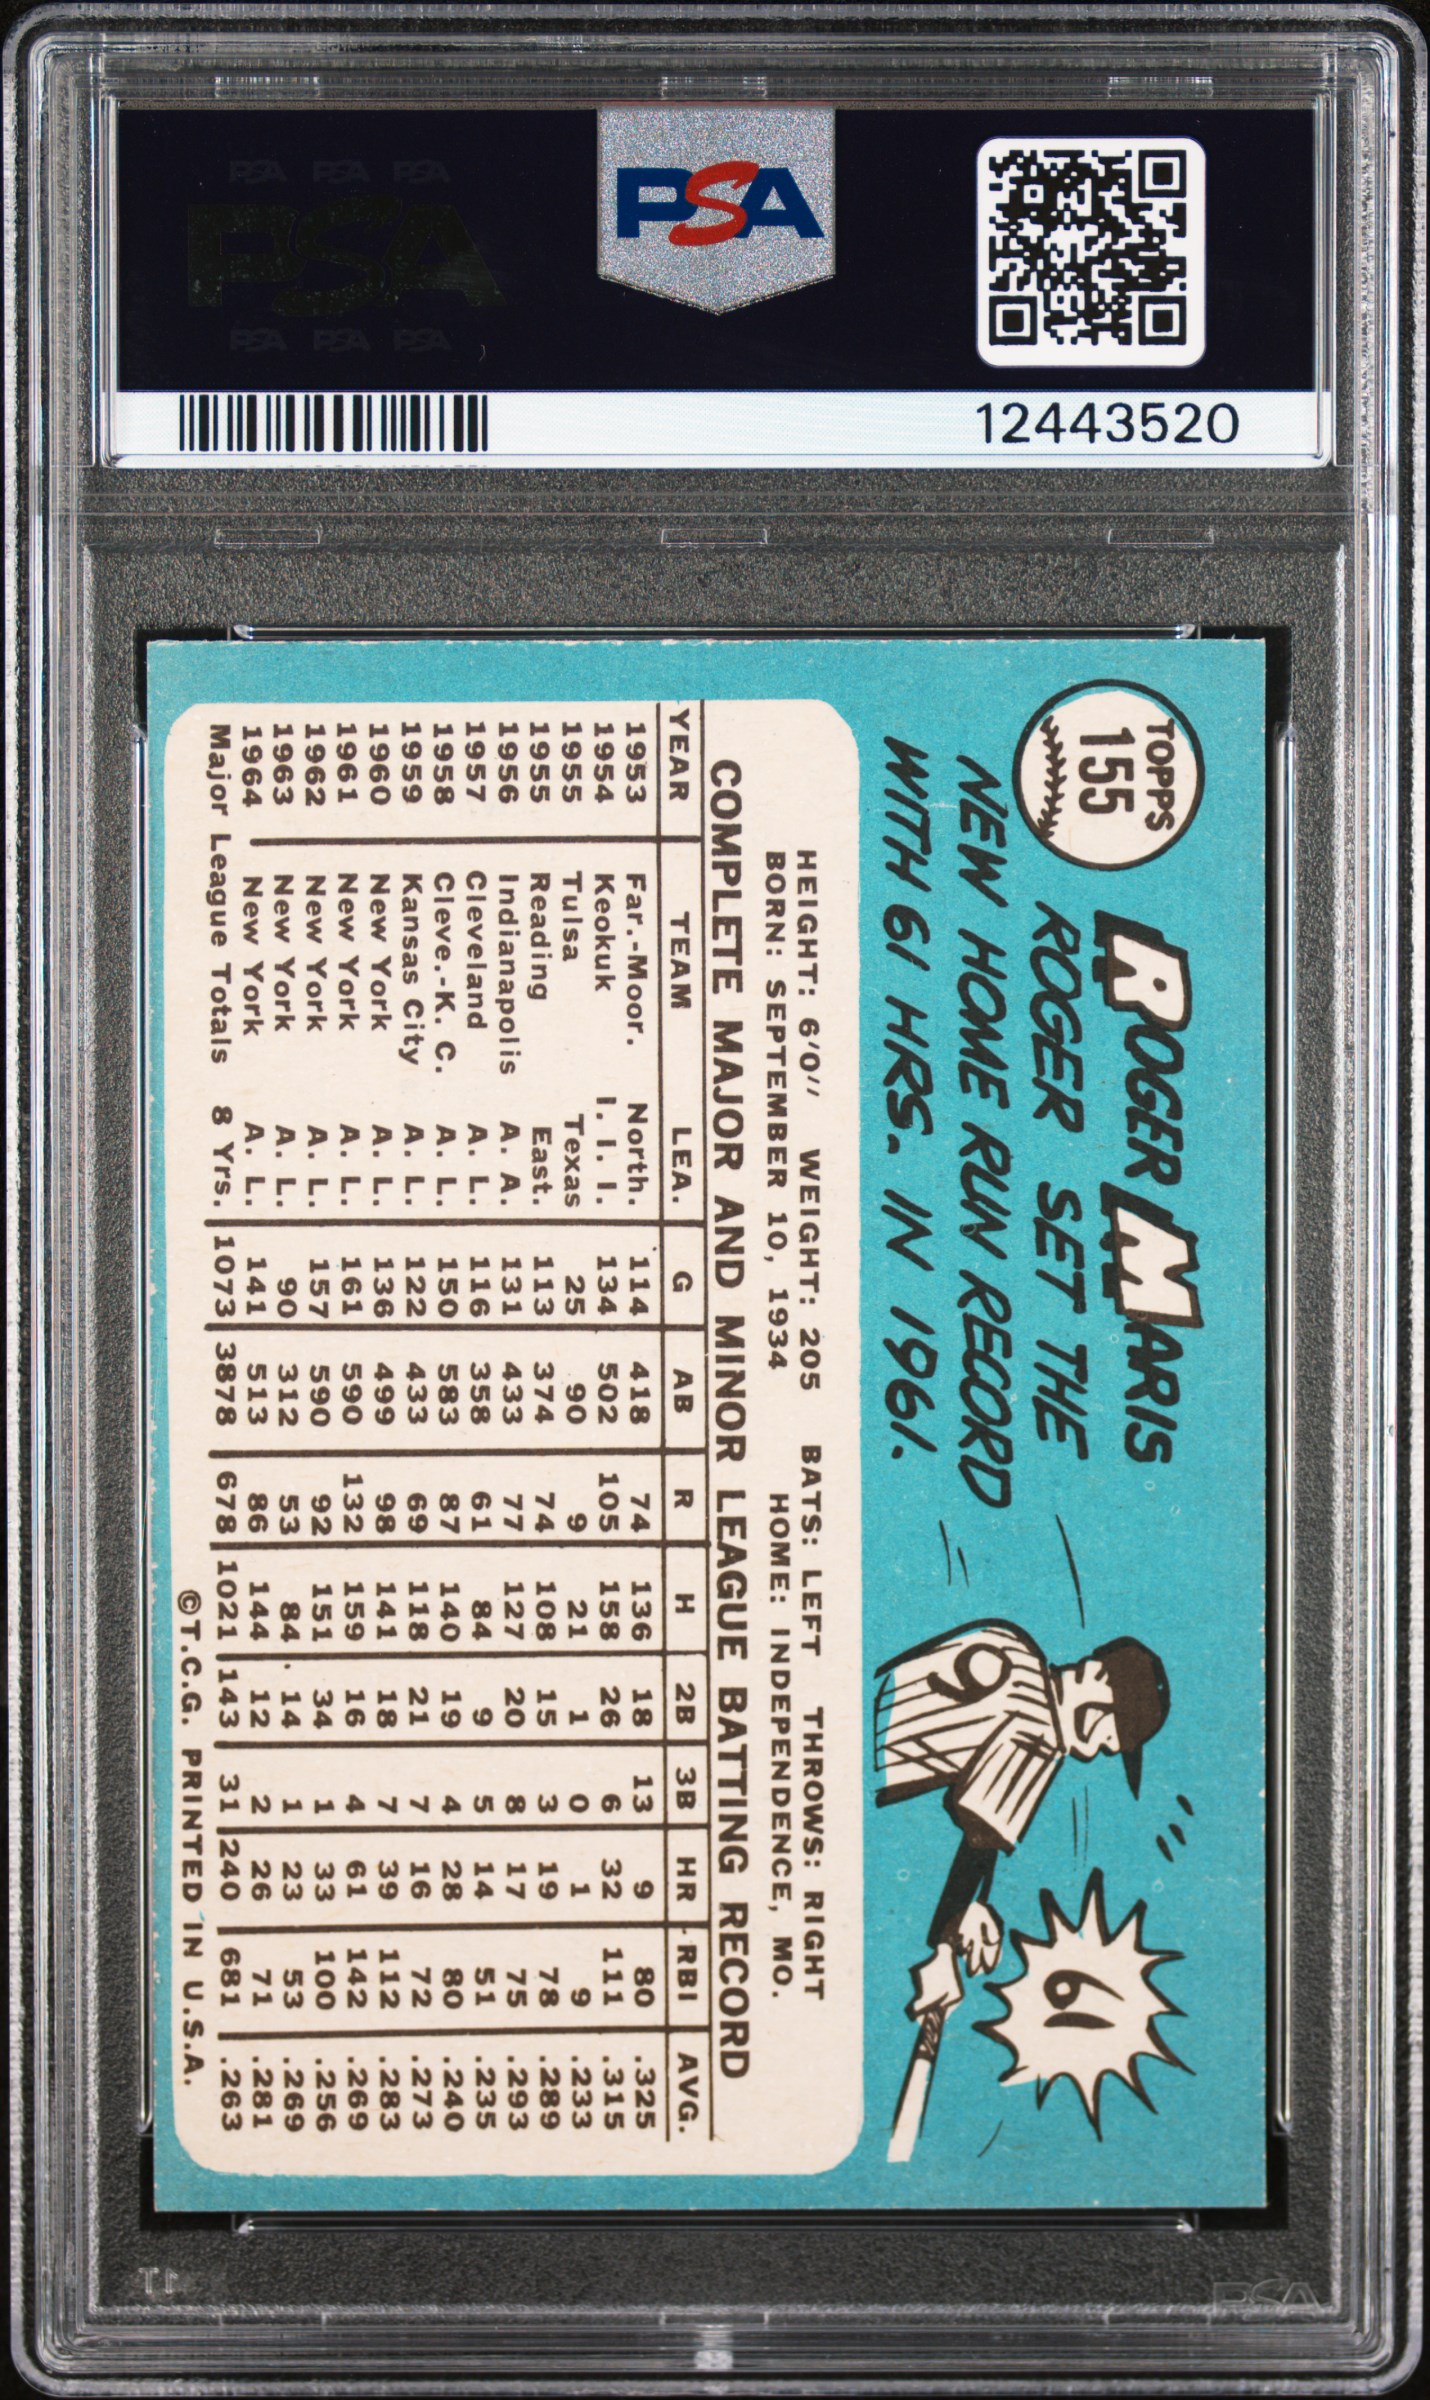 PSA PSA PSA
PSA
PSA PSA PSA
PSA
12443520
TOPPS
155
ROGER MARIS
ROGER SET THE
NEW HOME RUN RECORD
WITH 61 HRS. IN 1961.
9
61
HEIGHT: 6'0" WEIGHT: 205 BATS: LEFT THROWS: RIGHT
BORN: SEPTEMBER 10, 1934 HOME: INDEPENDENCE, MO.
COMPLETE MAJOR AND MINOR LEAGUE BATTING RECORD
YEAR TEAM LEA. G AB R H 2B 3B HR RBI AVG.
1953 Far.-Moor. North. 114 418 74 136 18 13 9 80 .325
1954 Keokuk I. I. I. 134 502 105 158 26 6 32 111 .315
1955 Tulsa Texas 25 90 9 21 1 0 1 9 .233
1955 Reading East. 113 374 74 108 15 3 19 78 .289
1956 Indianapolis A. A. 131 433 77 127 20 8 17 75 .293
1957 Cleveland A. L. 116 358 61 84 9 5 14 51 .235
1958 Cleve.-K. C. A. L. 150 583 87 140 19 4 28 80 .240
1959 Kansas City A. L. 122 433 69 118 21 7 16 72 .273
1960 New York A. L. 136 499 98 141 18 7 39 112 .283
1961 New York A. L. 161 590 132 159 16 4 61 142 .269
1962 New York A. L. 157 590 92 151 34 1 33 100 .256
1963 New York A. L. 90 312 53 84 14 1 23 53 .269
1964 New York A. L. 141 513 86 144 12 2 26 71 .281
Major League Totals 8 Yrs. 1073 3878 678 1021 143 31 240 681 .263
©T.C.G. PRINTED IN U.S.A.
PSA